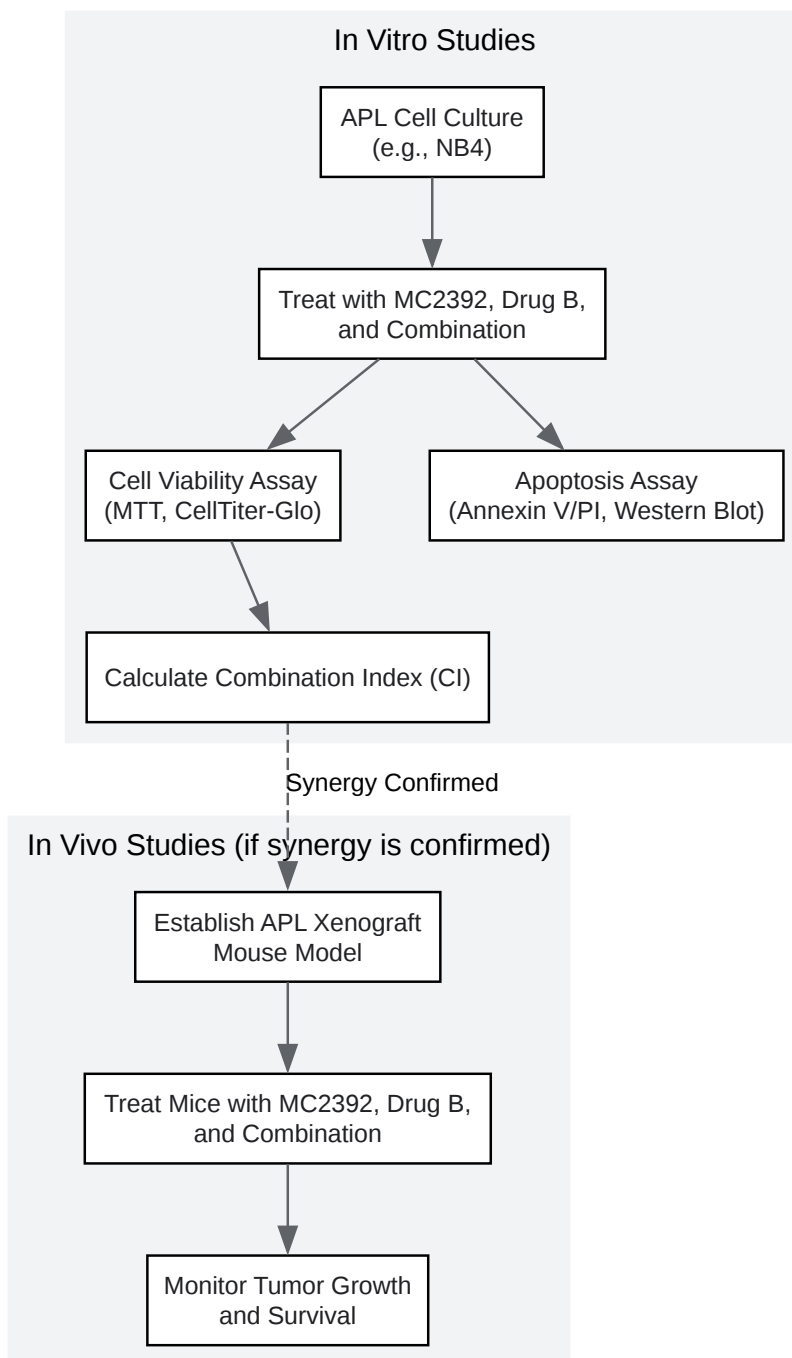 In Vitro Studies
APL Cell Culture
(e.g., NB4)
Treat with MC2392, Drug B,
and Combination
Cell Viability Assay
(MTT, CellTiter-Glo)
Apoptosis Assay
(Annexin V/PI, Western Blot)
Calculate Combination Index (CI)
Synergy Confirmed
In Vivo Studies (if synergy is confirmed)
Establish APL Xenograft
Mouse Model
Treat Mice with MC2392, Drug B,
and Combination
Monitor Tumor Growth
and Survival